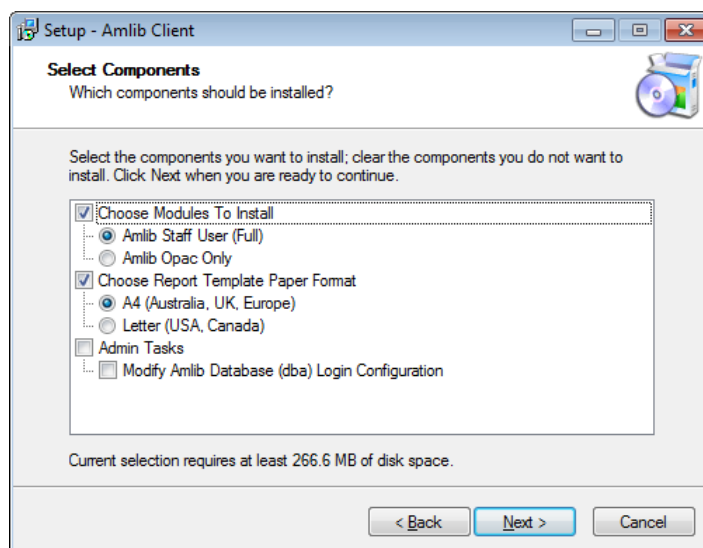 Setup - Amlib Client
Select Components
Which components should be installed?
Select the components you want to install; clear the components you do not want to
install. Click Next when you are ready to continue.
Choose Modules To Install
Amlib Staff User (Full)
Amlib Opac Only
Choose Report Template Paper Format
A4 (Australia, UK, Europe)
Letter (USA, Canada)
Admin Tasks
Modify Amlib Database (dba) Login Configuration
Current selection requires at least 266.6 MB of disk space.
< Back Next > Cancel